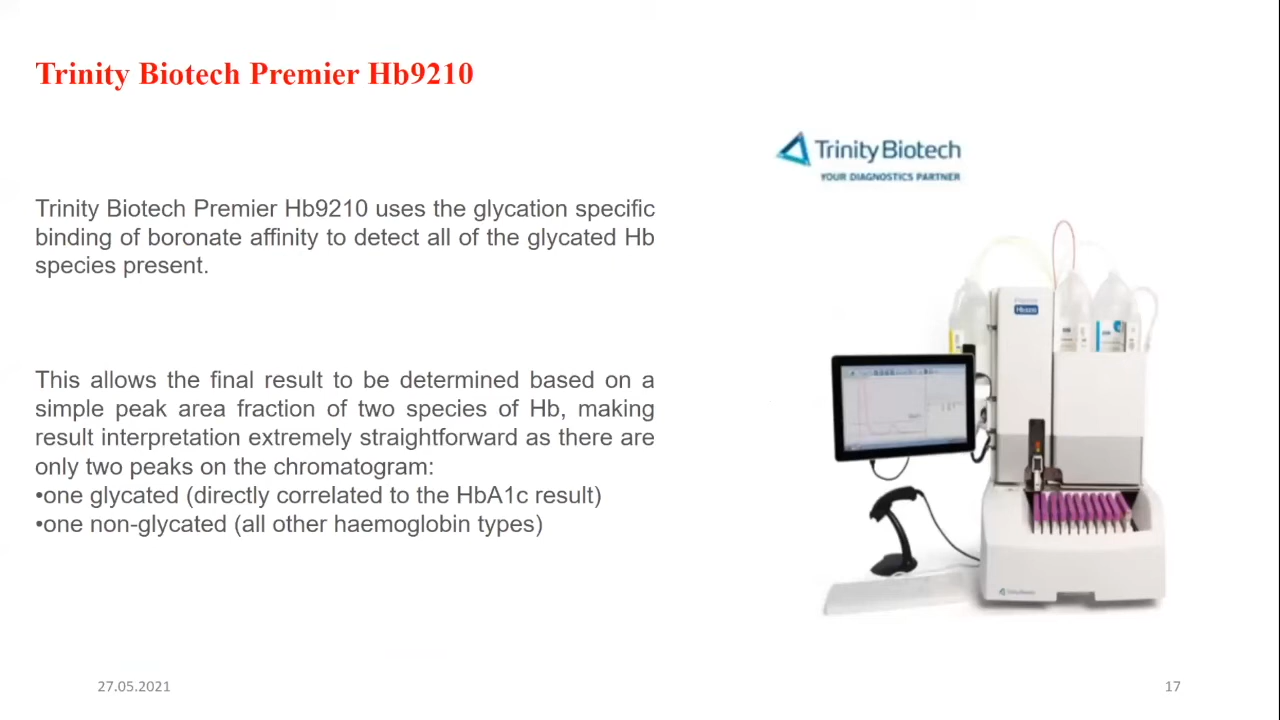 Trinity Biotech Premier Hb9210
Trinity Biotech
YOUR DIAGNOSTICS PARTNER
Trinity Biotech Premier Hb9210 uses the glycation specific
binding of boronate affinity to detect all of the glycated Hb
species present.
This allows the final result to be determined based on a
simple peak area fraction of two species of Hb, making
result interpretation extremely straightforward as there are
only two peaks on the chromatogram:
•one glycated (directly correlated to the HbA1c result)
•one non-glycated (all other haemoglobin types)
Hb9210
27.05.2021
17